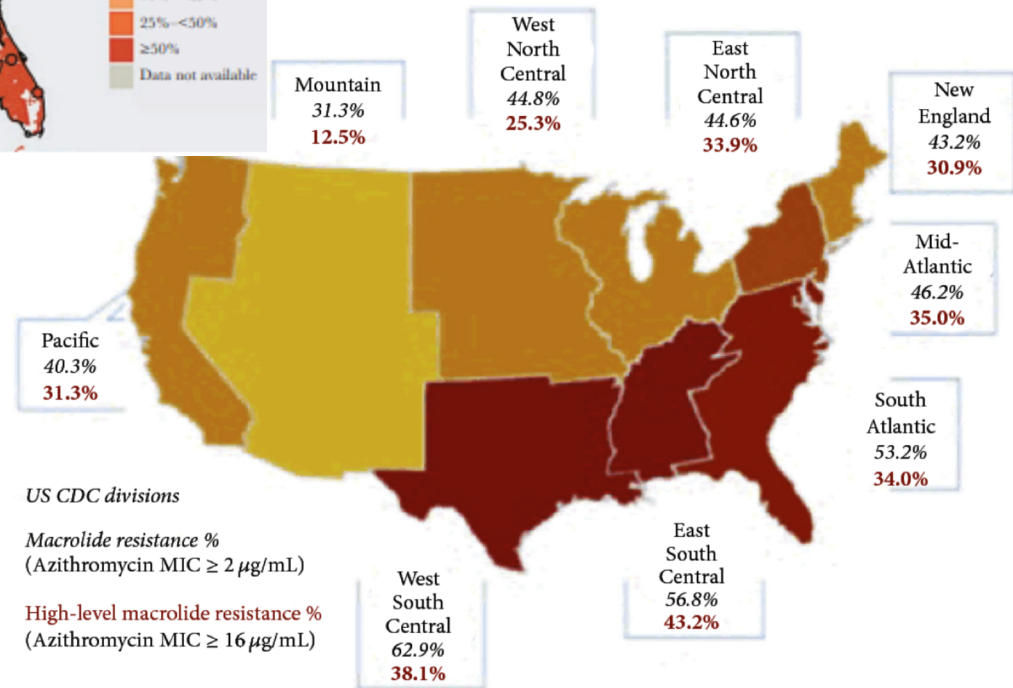 25%–<50%
≥50%
Data not available
Mountain
31.3%
12.5%
West
North
Central
44.8%
25.3%
East
North
Central
44.6%
33.9%
New
England
43.2%
30.9%
Mid-
Atlantic
46.2%
35.0%
Pacific
40.3%
31.3%
South
Atlantic
53.2%
34.0%
US CDC divisions
Macrolide resistance %
(Azithromycin MIC ≥ 2 μg/mL)
High-level macrolide resistance %
(Azithromycin MIC ≥ 16 μg/mL)
West
South
Central
62.9%
38.1%
East
South
Central
56.8%
43.2%